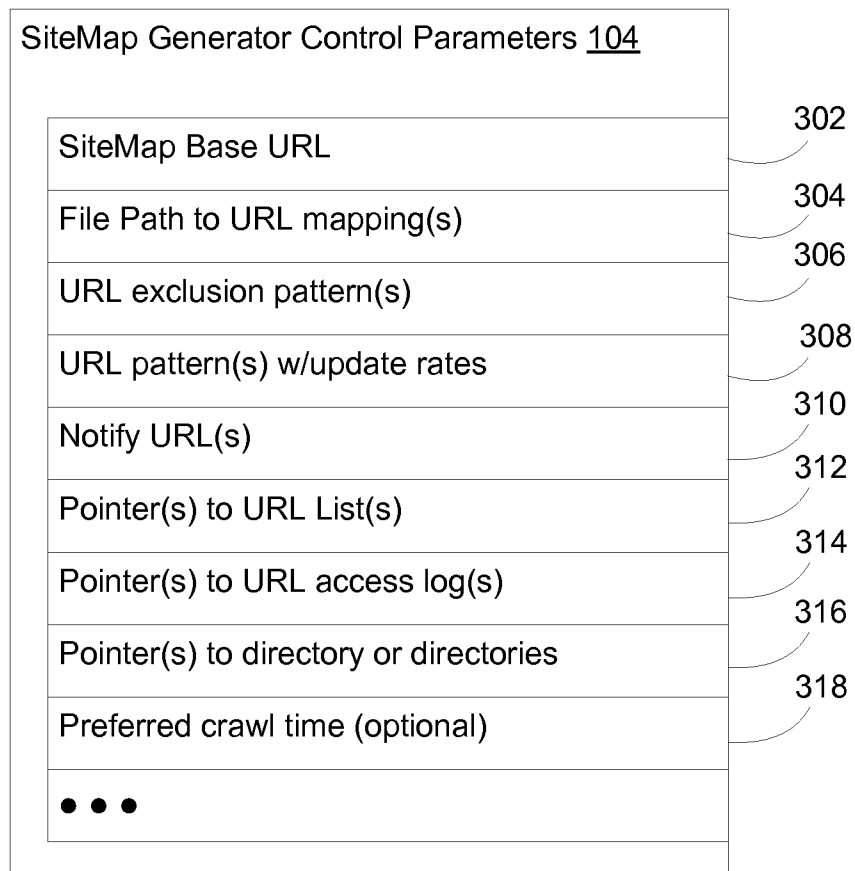 SiteMap Generator Control Parameters 104
SiteMap Base URL
302
File Path to URL mapping(s)
304
URL exclusion pattern(s)
306
URL pattern(s) w/update rates
308
Notify URL(s)
310
Pointer(s) to URL List(s)
312
Pointer(s) to URL access log(s)
314
Pointer(s) to directory or directories
316
Preferred crawl time (optional)
318
● ● ●